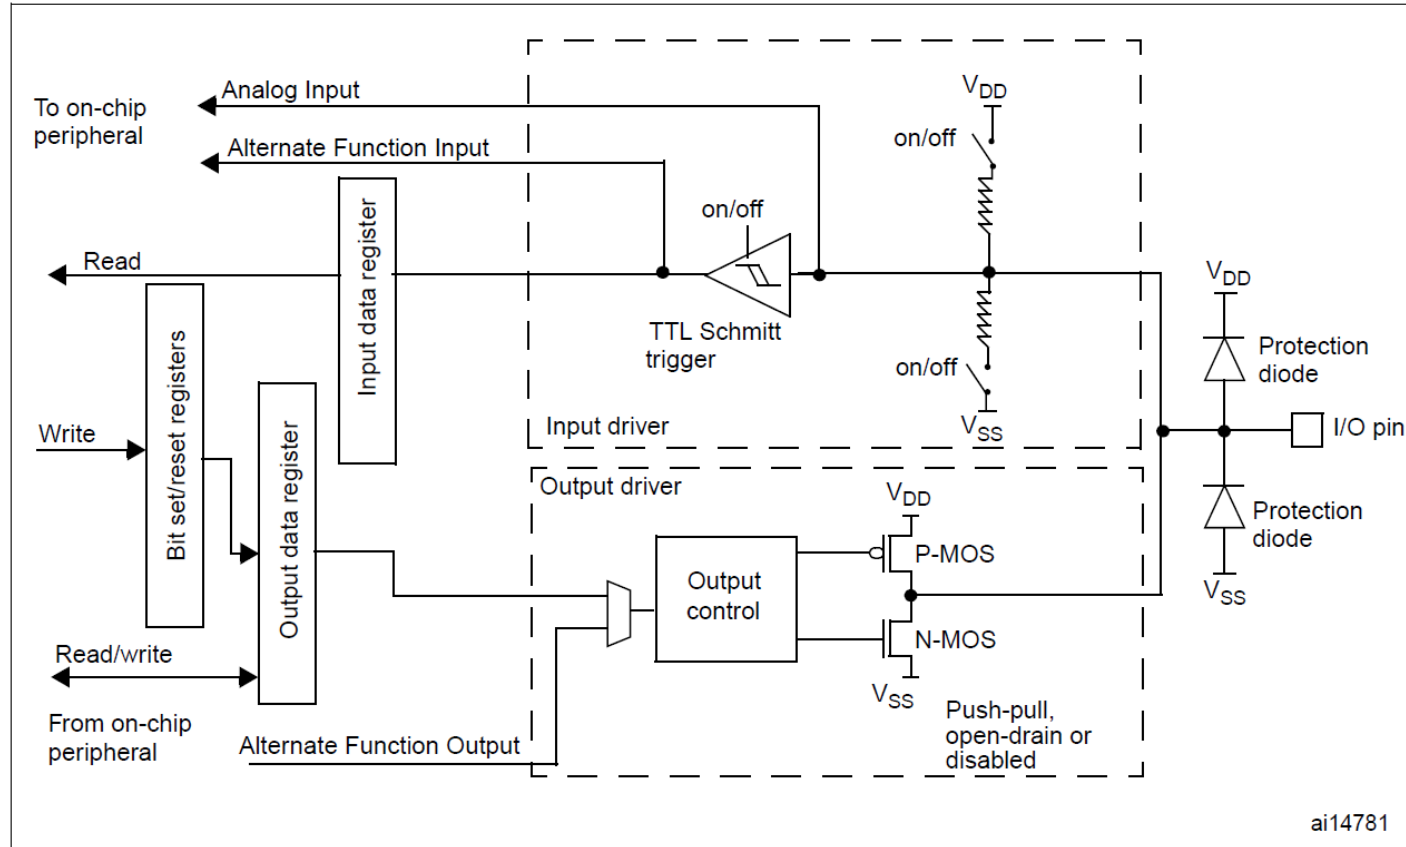 To on-chip
peripheral
Analog Input
Alternate Function Input
Read
Input data register
on/off
TTL Schmitt
trigger
VDD
on/off
on/off
VSS
Input driver
VDD
Protection
diode
I/O pin
Protection
diode
VSS
Write
Bit set/reset registers
Output data register
Read/write
From on-chip
peripheral
Alternate Function Output
Output driver
Output
control
VDD
P-MOS
N-MOS
VSS
Push-pull,
open-drain or
disabled
ai14781